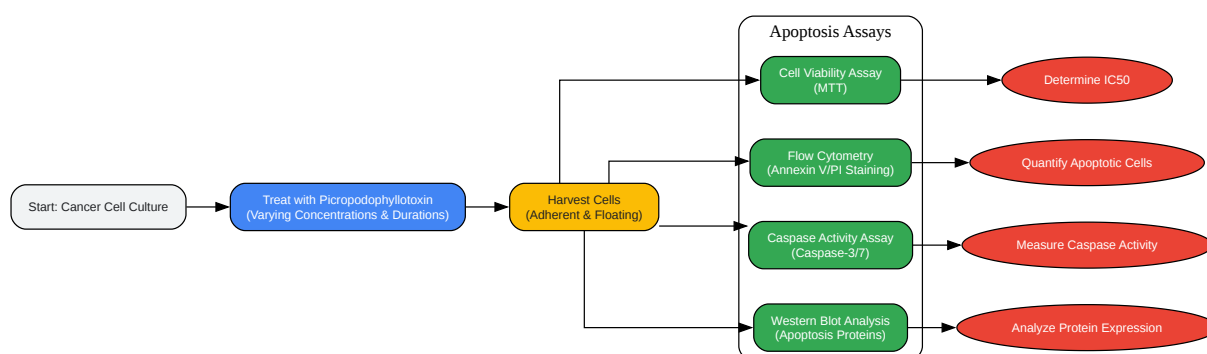 Apoptosis Assays
Cell Viability Assay
(MTT)
Determine IC50
Flow Cytometry
(Annexin V/PI Staining)
Quantify Apoptotic Cells
Start: Cancer Cell Culture
Treat with Picropodophyllotoxin
(Varying Concentrations & Durations)
Harvest Cells
(Adherent & Floating)
Caspase Activity Assay
(Caspase-3/7)
Measure Caspase Activity
Western Blot Analysis
(Apoptosis Proteins)
Analyze Protein Expression